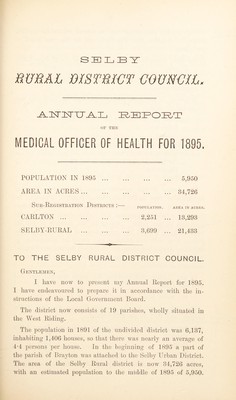 SELBY
RURAL DISTRICT COUNCIL.
ANNUAL REPORT
OF THE
MEDICAL OFFICER OF HEALTH FOR 1895.
POPULATION IN 1895 ... ... ... ... 5,950
AREA IN ACRES ... ... ... ... ... 34,726
SUB-REGISTRATION DISTRICTS :— POPULATION. AREA IN ACRES.
CARLTON ... ... ... ... 2,251 ... 13,293
SELBY-RURAL ... ... ... 3,699 ... 21,433
TO THE SELBY RURAL DISTRICT COUNCIL.
GENTLEMEN,
I have now to present my Annual Report for 1895.
I have endeavoured to prepare it in accordance with the in-
structions of the Local Government Board.
The district now consists of 19 parishes, wholly situated in
the West Riding.
The population in 1891 of the undivided district was 6,137,
inhabiting 1,406 houses, so that there were nearly an average of
4·4 persons per house. In the beginning of 1895 a part of
the parish of Brayton was attached to the Selby Urban District.
The area of the Selby Rural district is now 34,726 acres,
with an estimated population to the middle of 1895 of 5,950.